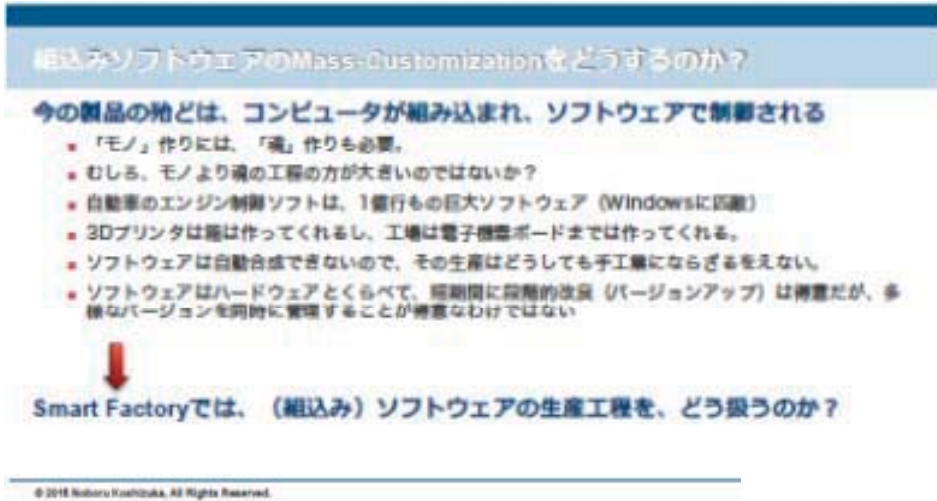 組込みソフトウェアのMass-Customizationをどうするのか？
今の製品の殆どは、コンピュータが組み込まれ、ソフトウェアで制御される
「モノ」作りには、「魂」作りも必要。
むしろ、モノより魂の工程の方が大きいのではないか？
自動車のエンジン制御ソフトは、1億行もの巨大ソフトウェア（Windowsに匹敵）
3Dプリンタは箱は作ってくれるし、工場は電子機器ボードまでは作ってくれる。
ソフトウェアは自動合成できないので、その生産はどうしても手工業にならざるをえない。
ソフトウェアはハードウェアとくらべて、短期間に段階的改良（バージョンアップ）は得意だが、多
様なバージョンを同時に管理することが得意なわけではない
Smart Factoryでは、（組込み）ソフトウェアの生産工程を、どう扱うのか？
© 2015 Noboru Koshizuka, All Rights Reserved.